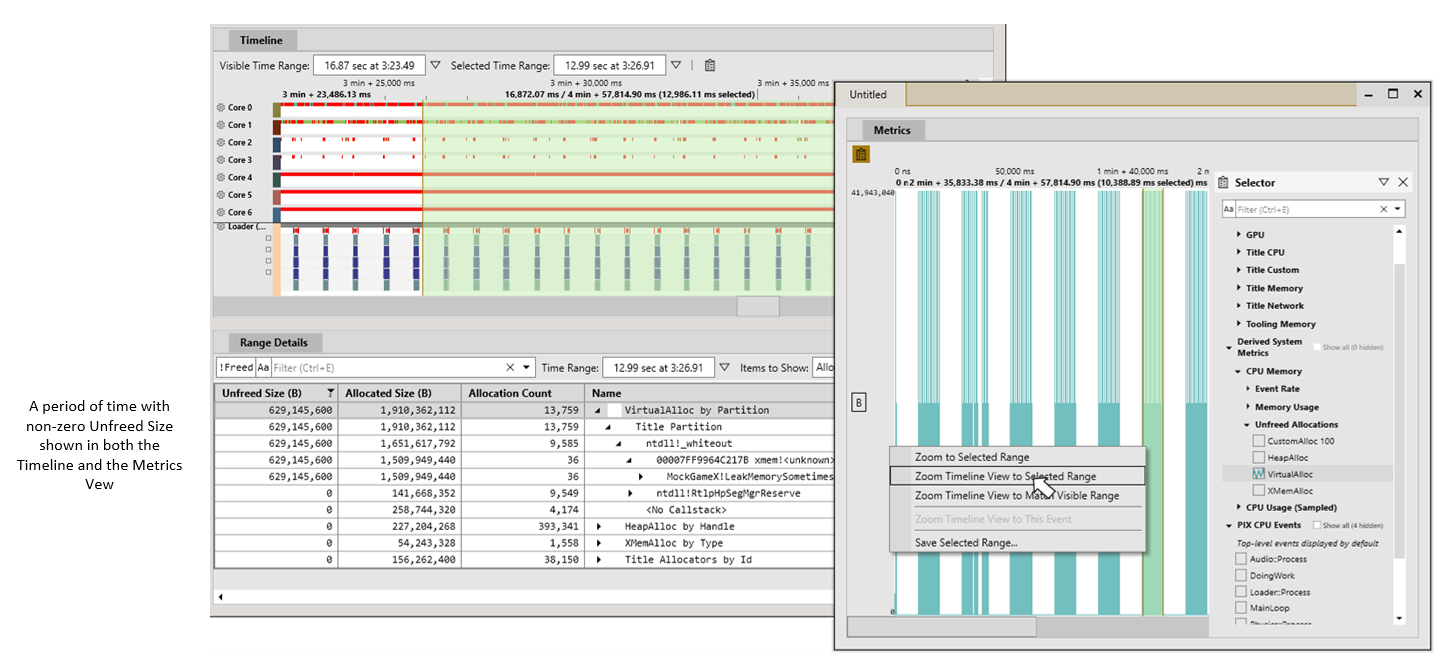 Timeline
Visible Time Range: 16.87 sec at 3:23.49 Selected Time Range: 12.99 sec at 3:26.91
3 min + 25,000 ms 3 min + 30,000 ms 3 min + 35,000 ms
3 min + 23,486.13 ms 16,872.07 ms / 4 min + 57,814.90 ms (12,986.11 ms selected)
Core 0
Core 1
Core 2
Core 3
Core 4
Core 5
Core 6
Loader (...
Range Details
!Freed Aa Filter (Ctrl+E) Time Range: 12.99 sec at 3:26.91 Items to Show: Allo
Unfreed Size (B) Allocated Size (B) Allocation Count Name
629,145,600 1,910,362,112 13,759 VirtualAlloc by Partition
629,145,600 1,910,362,112 13,759 Title Partition
629,145,600 1,651,617,792 9,585 ntdll!_whiteout
629,145,600 1,509,949,440 36 00007FF9964C217B xmem!<unknown>
629,145,600 1,509,949,440 36 MockGameX!LeakMemorySometimes
0 141,668,352 9,549 ntdll!RtlpHpSegMgrReserve
0 258,744,320 4,174 <No Callstack>
0 227,204,268 393,341 HeapAlloc by Handle
0 54,243,328 1,558 XMemAlloc by Type
0 156,262,400 38,150 Title Allocators by Id
A period of time with
non-zero Unfreed Size
shown in both the
Timeline and the Metrics
Vew
Untitled
Metrics
0 ns 50,000 ms 1 min + 40,000 ms 2 n
0 n2 min + 35,833.38 ms / 4 min + 57,814.90 ms (10,388.89 ms selected) ms
41,943,040
B
0
Zoom to Selected Range
Zoom Timeline View to Selected Range
Zoom Timeline View to Match Visible Range
Zoom Timeline View to This Event
Save Selected Range...
Selector
Aa Filter (Ctrl+E)
GPU
Title CPU
Title Custom
Title Memory
Title Network
Tooling Memory
Derived System
Metrics
Show all (0 hidden)
CPU Memory
Event Rate
Memory Usage
Unfreed Allocations
CustomAlloc 100
HeapAlloc
VirtualAlloc
XMemAlloc
CPU Usage (Sampled)
PIX CPU Events Show all (4 hidden)
Top-level events displayed by default
Audio::Process
DoingWork
Loader::Process
MainLoop
Physics::Process